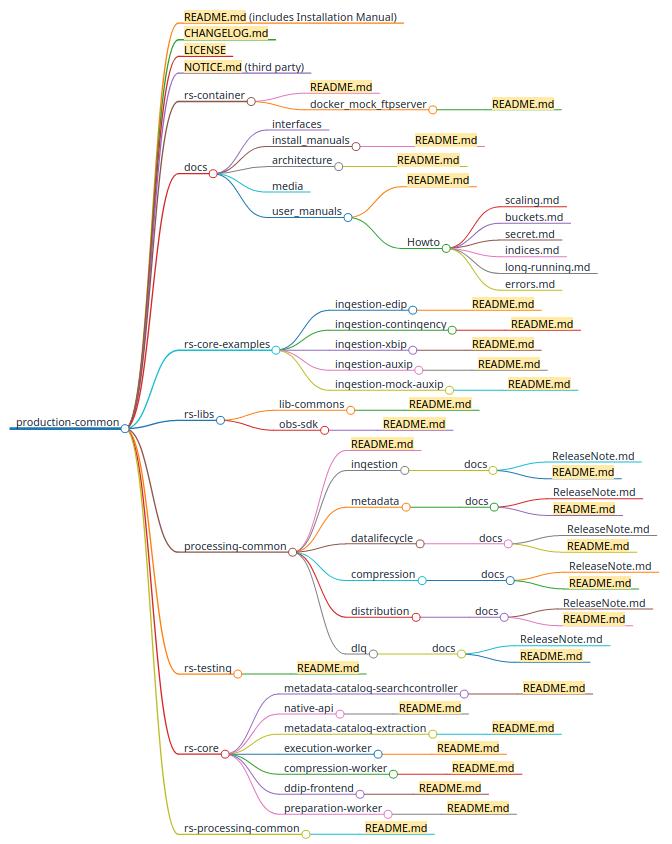 README.md (includes Installation Manual)
CHANGELOG.md
LICENSE
NOTICE.md (third party)
README.md
rs-container
docker_mock_ftpserver README.md
interfaces
install_manuals README.md
docs
architecture README.md
README.md
media
user_manuals
scaling.md
buckets.md
secret.md
Howto
indices.md
long-running.md
errors.md
ingestion-edip README.md
ingestion-contingency README.md
rs-core-examples
ingestion-xbip README.md
ingestion-auxip README.md
ingestion-mock-auxip README.md
lib-commons README.md
rs-libs
obs-sdk README.md
production-common
README.md
ReleaseNote.md
ingestion docs
README.md
ReleaseNote.md
metadata docs
README.md
ReleaseNote.md
datalifecycle docs
processing-common
README.md
ReleaseNote.md
compression docs
README.md
ReleaseNote.md
distribution docs
README.md
ReleaseNote.md
dlq docs
README.md
rs-testing README.md
metadata-catalog-searchcontroller README.md
native-api README.md
metadata-catalog-extraction README.md
rs-core
execution-worker README.md
compression-worker README.md
ddip-frontend README.md
preparation-worker README.md
rs-processing-common README.md